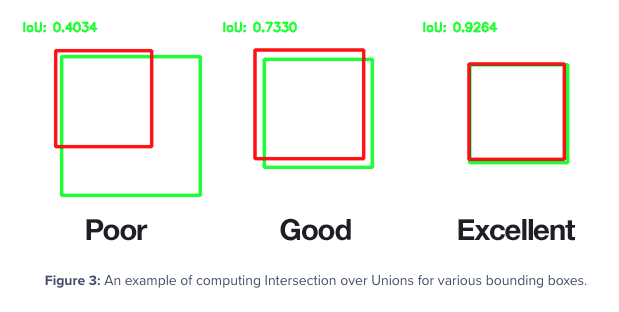 IoU: 0.4034 IoU: 0.7330 IoU: 0.9264
Poor Good Excellent
Figure 3: An example of computing Intersection over Unions for various bounding boxes.